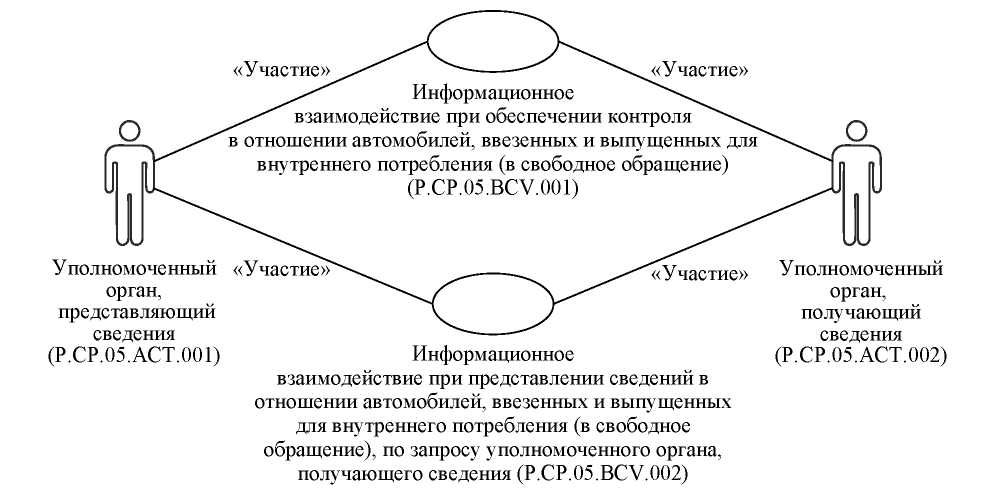 «Участие»
«Участие»
Информационное
взаимодействие при обеспечении контроля
в отношении автомобилей, ввезенных и выпущенных для
внутреннего потребления (в свободное обращение)
(P.CP.05.BCV.001)
Уполномоченный
орган,
представляющий
сведения
(P.CP.05.ACT.001)
«Участие»
«Участие»
Уполномоченный
орган,
получающий
сведения
(P.CP.05.ACT.002)
Информационное
взаимодействие при представлении сведений в
отношении автомобилей, ввезенных и выпущенных
для внутреннего потребления (в свободное
обращение), по запросу уполномоченного органа,
получающего сведения (P.CP.05.BCV.002)